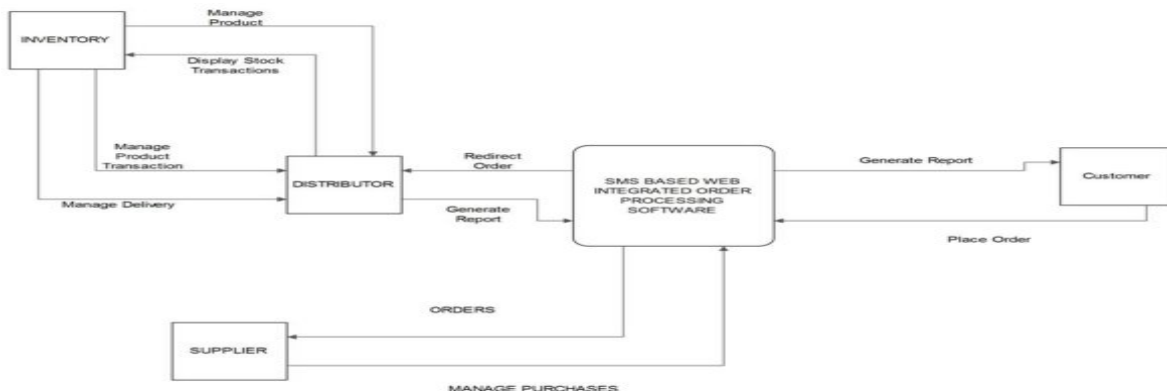 Manage
Product
INVENTORY
Display Stock
Transactions
Manage
Product
Transaction
Redirect
Order
SMS BASED WEB
INTEGRATED ORDER
PROCESSING
SOFTWARE
Generate Report
Customer
DISTRIBUTOR
Manage Delivery
Generate
Report
Place Order
ORDERS
SUPPLIER
MANAGE PURCHASES